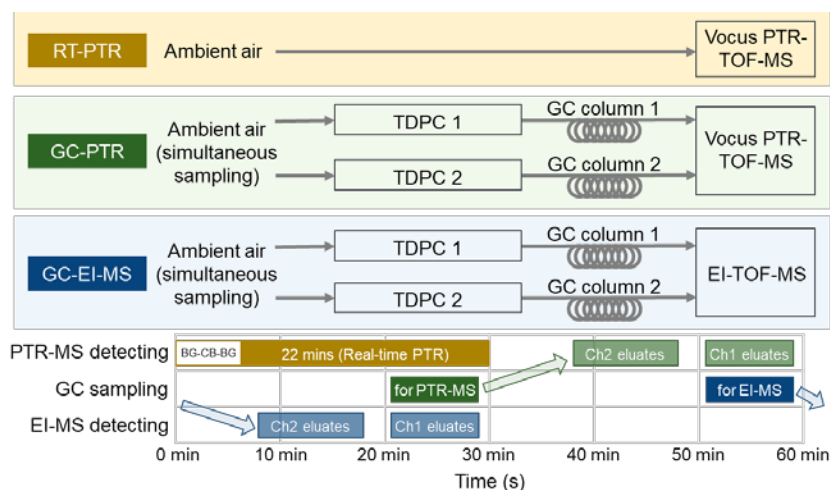 RT-PTR
Ambient air
Vocus PTR-
TOF-MS
GC-PTR
Ambient air
(simultaneous
sampling)
TDPC 1
GC column 1
TDPC 2
GC column 2
Vocus PTR-
TOF-MS
GC-EI-MS
Ambient air
(simultaneous
sampling)
TDPC 1
GC column 1
TDPC 2
GC column 2
EI-TOF-MS
PTR-MS detecting
BG-CB-BG
22 mins (Real-time PTR)
Ch2 eluates
Ch1 eluates
GC sampling
for PTR-MS
for EI-MS
EI-MS detecting
Ch2 eluates
Ch1 eluates
0 min
10 min
20 min
30 min
40 min
50 min
60 min
Time (s)